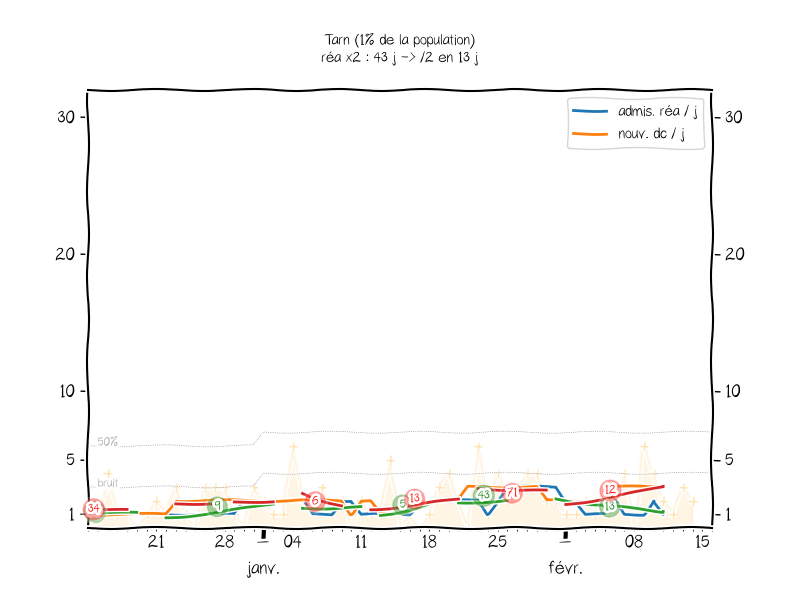 Tarn (1% de la population)
réa x2 : 43 j -> /2 en 13 j
admis. réa / j
nouv. dc / j
30
30
20
20
10
10
50%
5
5
bruit
1
1
34
9
6
5
13
43
71
12
13
21 28 04 11 18 25 08 15
janv. févr.